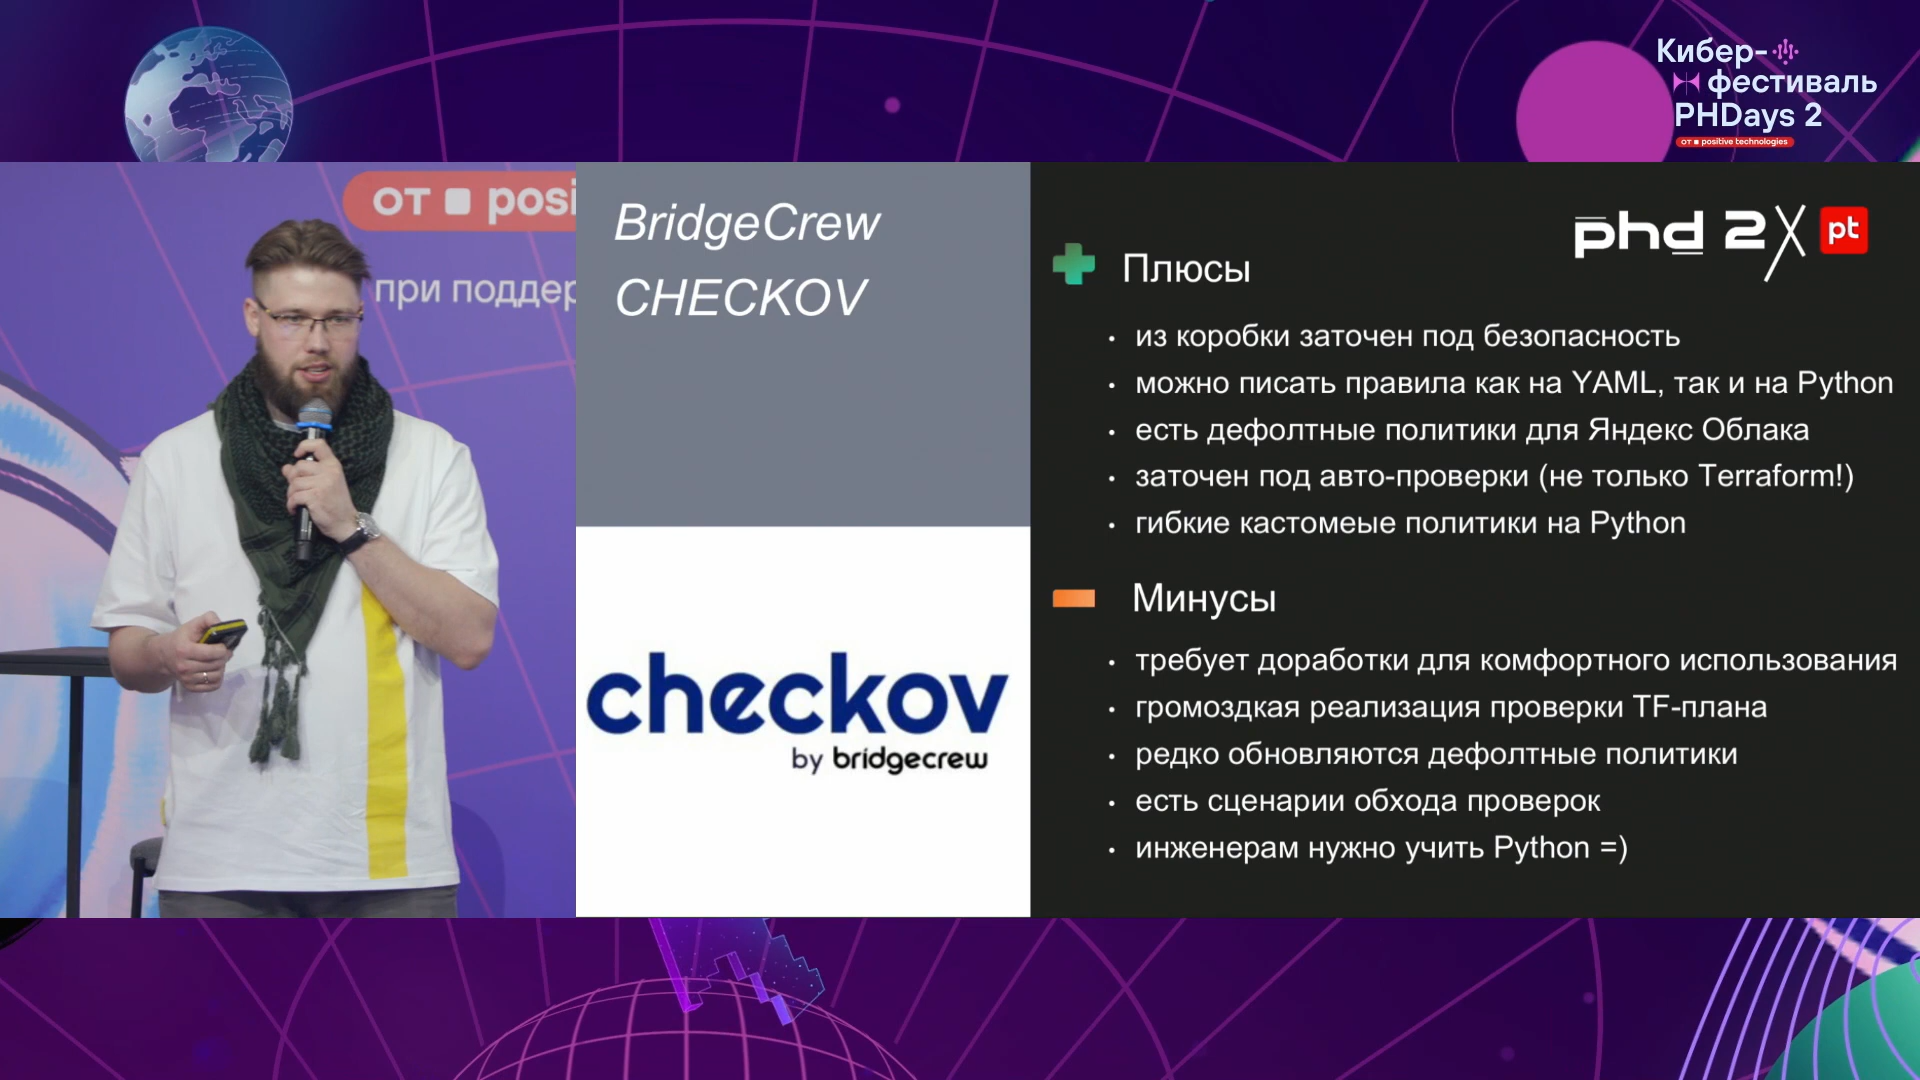 Кибер-
фестиваль
PHDays 2
от positive technologies
от posi
при поддер
BridgeCrew
CHECKOV
checkov
by bridgecrew
phd 2
pt
Плюсы
• из коробки заточен под безопасность
• можно писать правила как на YAML, так и на Python
• есть дефолтные политики для Яндекс Облака
• заточен под авто-проверки (не только Terraform!)
• гибкие кастомеые политики на Python
Минусы
• требует доработки для комфортного использования
• громоздкая реализация проверки TF-плана
• редко обновляются дефолтные политики
• есть сценарии обхода проверок
• инженерам нужно учить Python =)